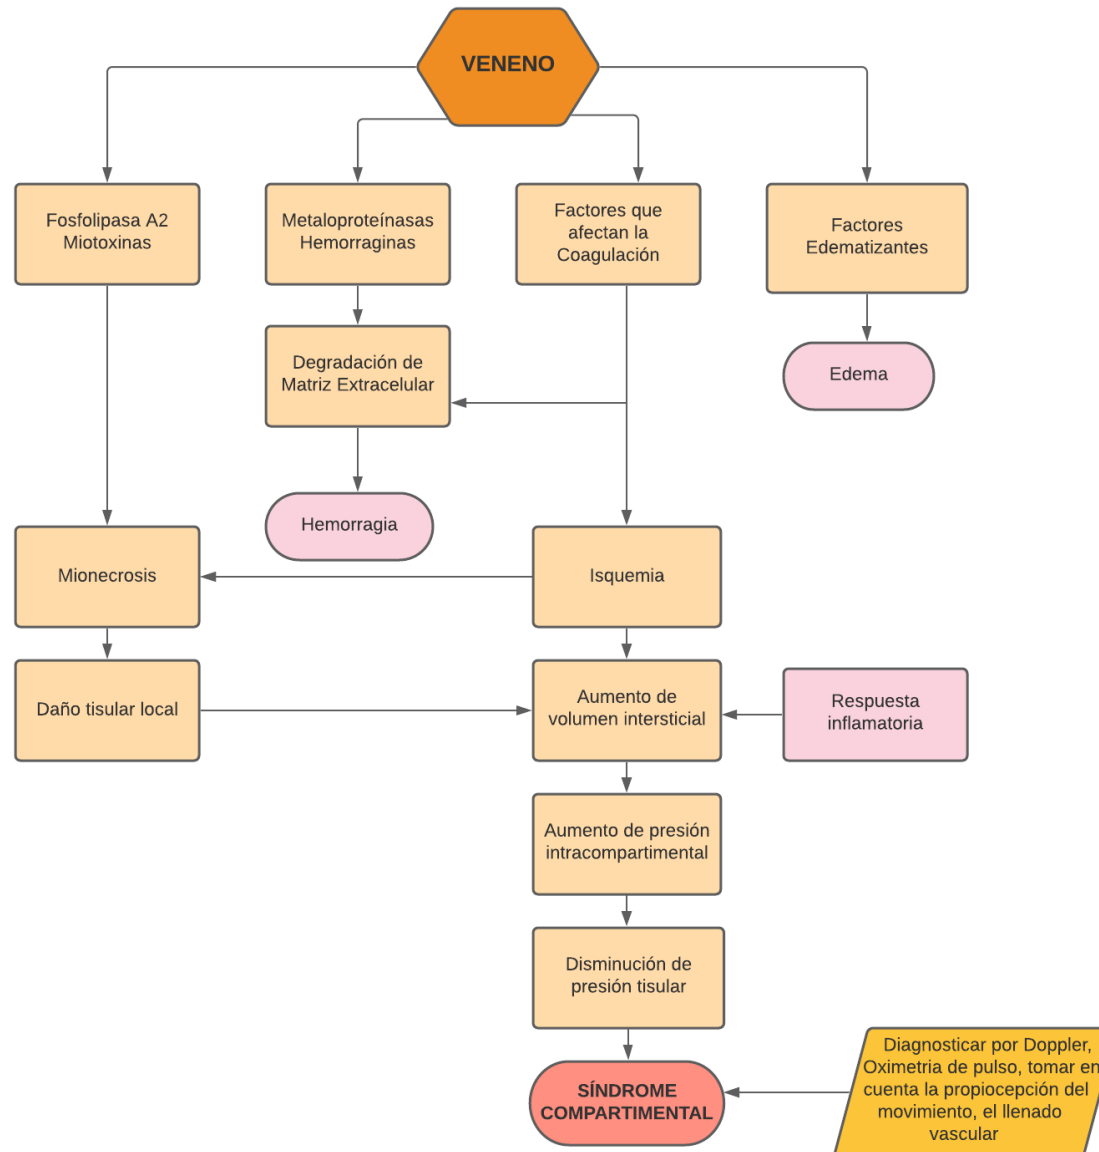 VENENO
Fosfolipasa A2
Miotoxinas
Metaloproteínasas
Hemorraginas
Factores que
afectan la
Coagulación
Factores
Edematizantes
Degradación de
Matriz Extracelular
Edema
Hemorragia
Mionecrosis
Isquemia
Daño tisular local
Aumento de
volumen intersticial
Respuesta
inflamatoria
Aumento de presión
intracompartimental
Disminución de
presión tisular
SÍNDROME
COMPARTIMENTAL
Diagnosticar por Doppler,
Oximetria de pulso, tomar en
cuenta la propiocepción del
movimiento, el llenado
vascular